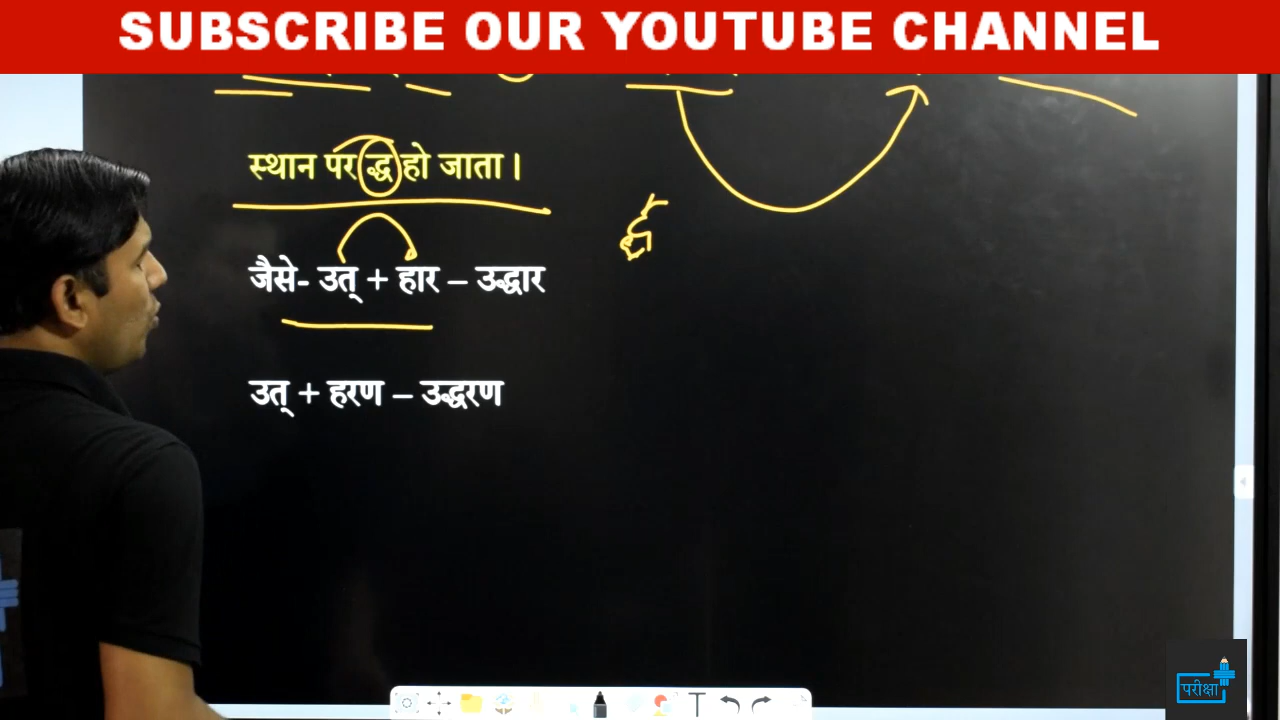 SUBSCRIBE OUR YOUTUBE CHANNEL
स्थान पर द्ध हो जाता।
जैसे- उत् + हार – उद्धार
उत् + हरण – उद्धरण
T
परीक्षा